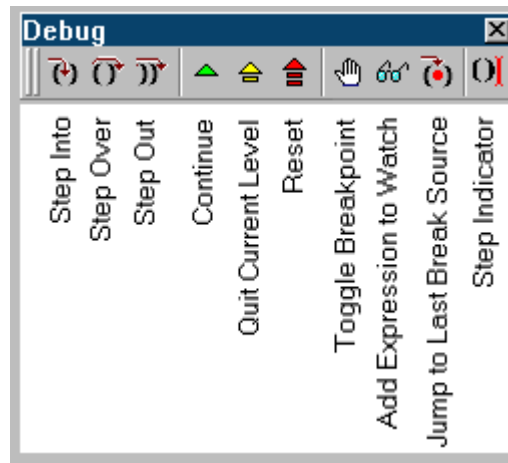 Debug
Step Into
Step Over
Step Out
Continue
Quit Current Level
Reset
Toggle Breakpoint
Add Expression to Watch
Jump to Last Break Source
Step Indicator